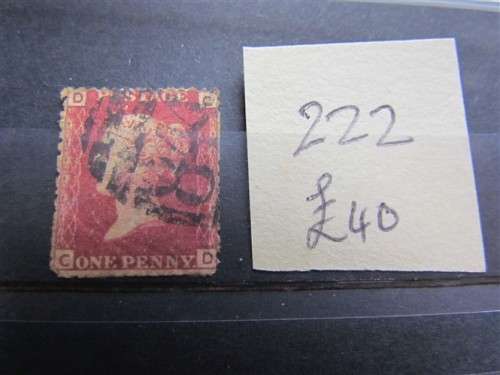 D POSTAGE C
C ONE PENNY D
222
£40